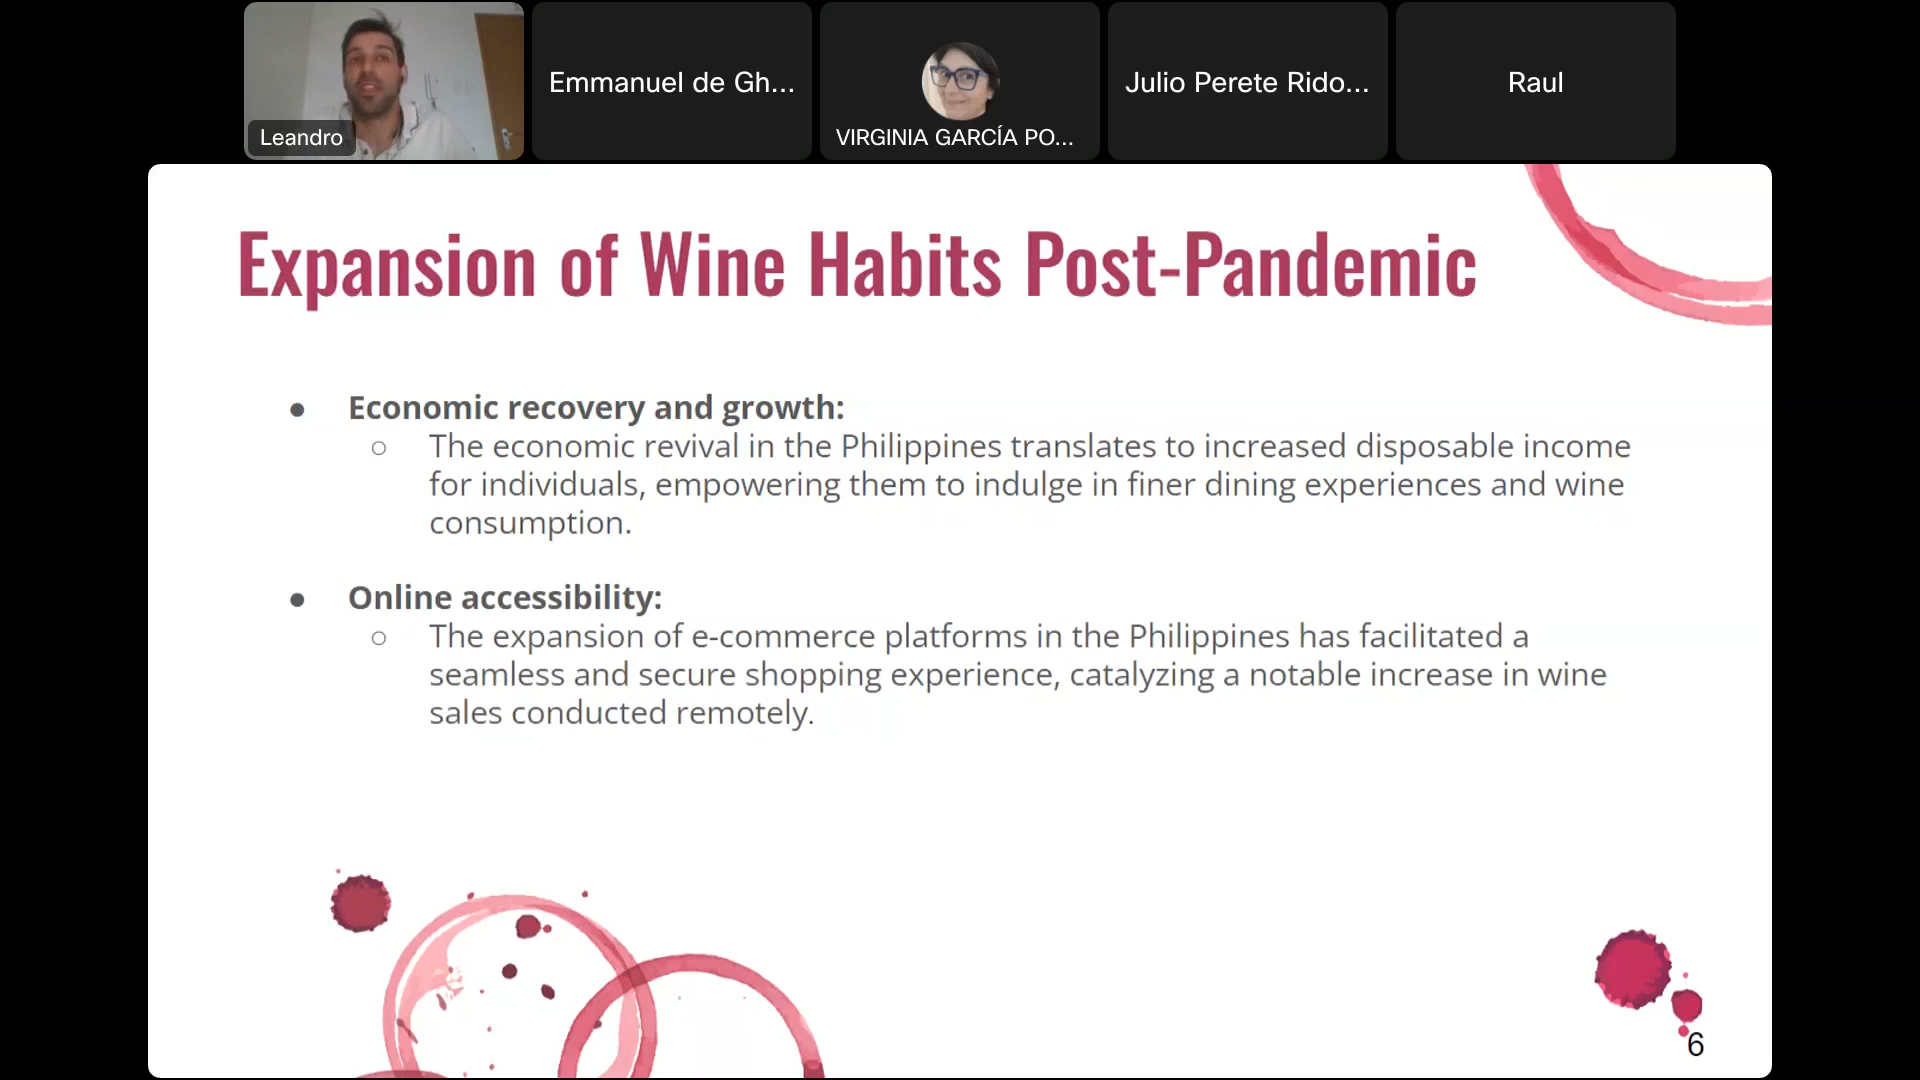 Leandro
Emmanuel de Gh...
VIRGINIA GARCÍA PO...
Julio Perete Rido...
Raul
Expansion of Wine Habits Post-Pandemic
● Economic recovery and growth:
○ The economic revival in the Philippines translates to increased disposable income
for individuals, empowering them to indulge in finer dining experiences and wine
consumption.
● Online accessibility:
○ The expansion of e-commerce platforms in the Philippines has facilitated a
seamless and secure shopping experience, catalyzing a notable increase in wine
sales conducted remotely.
6